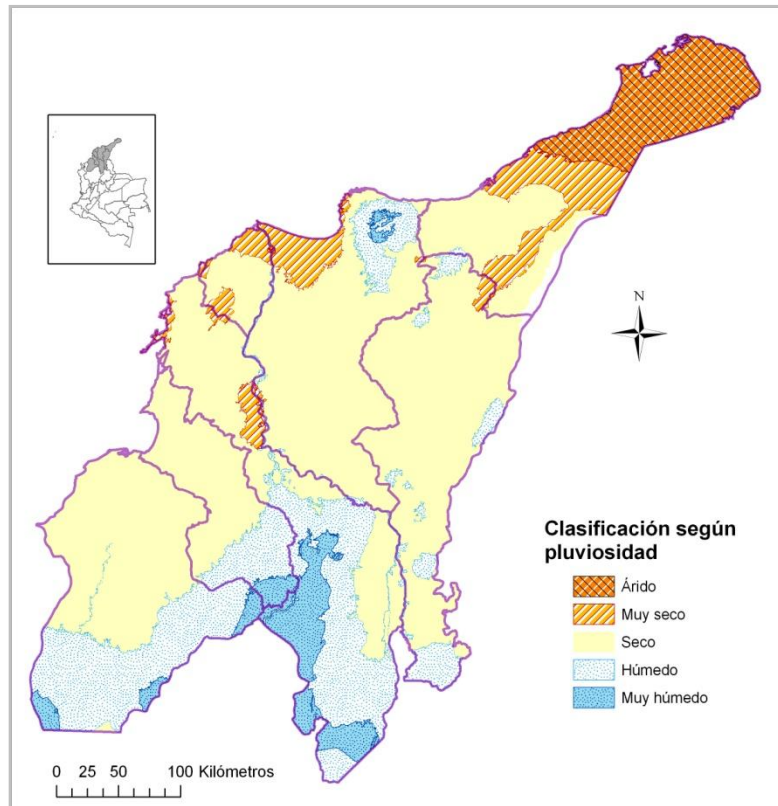 N
Clasificación según
pluviosidad
Árido
Muy seco
Seco
Húmedo
Muy húmedo
0 25 50 100 Kilómetros